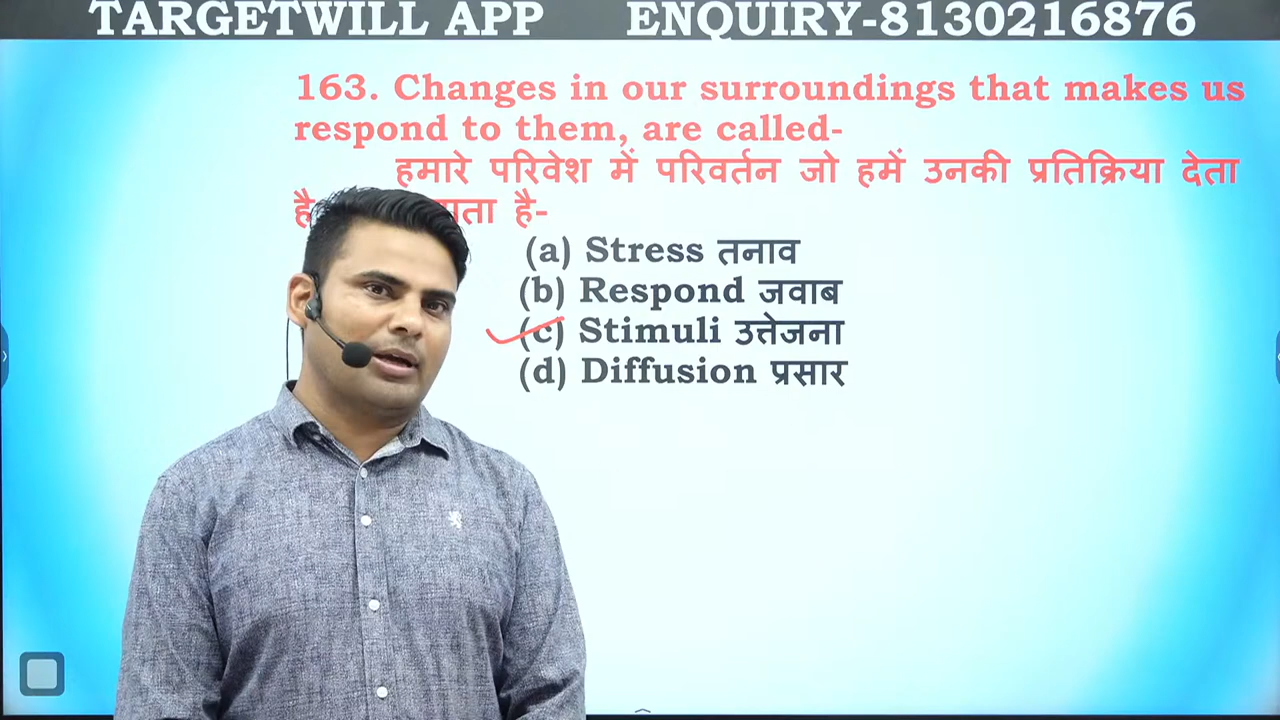 TARGETWILL APP ENQUIRY-8130216876
163. Changes in our surroundings that makes us
respond to them, are called-
हमारे परिवेश में परिवर्तन जो हमें उनकी प्रतिक्रिया देता
है-
(a) Stress तनाव
(b) Respond जवाब
(c) Stimuli उत्तेजना
(d) Diffusion प्रसार